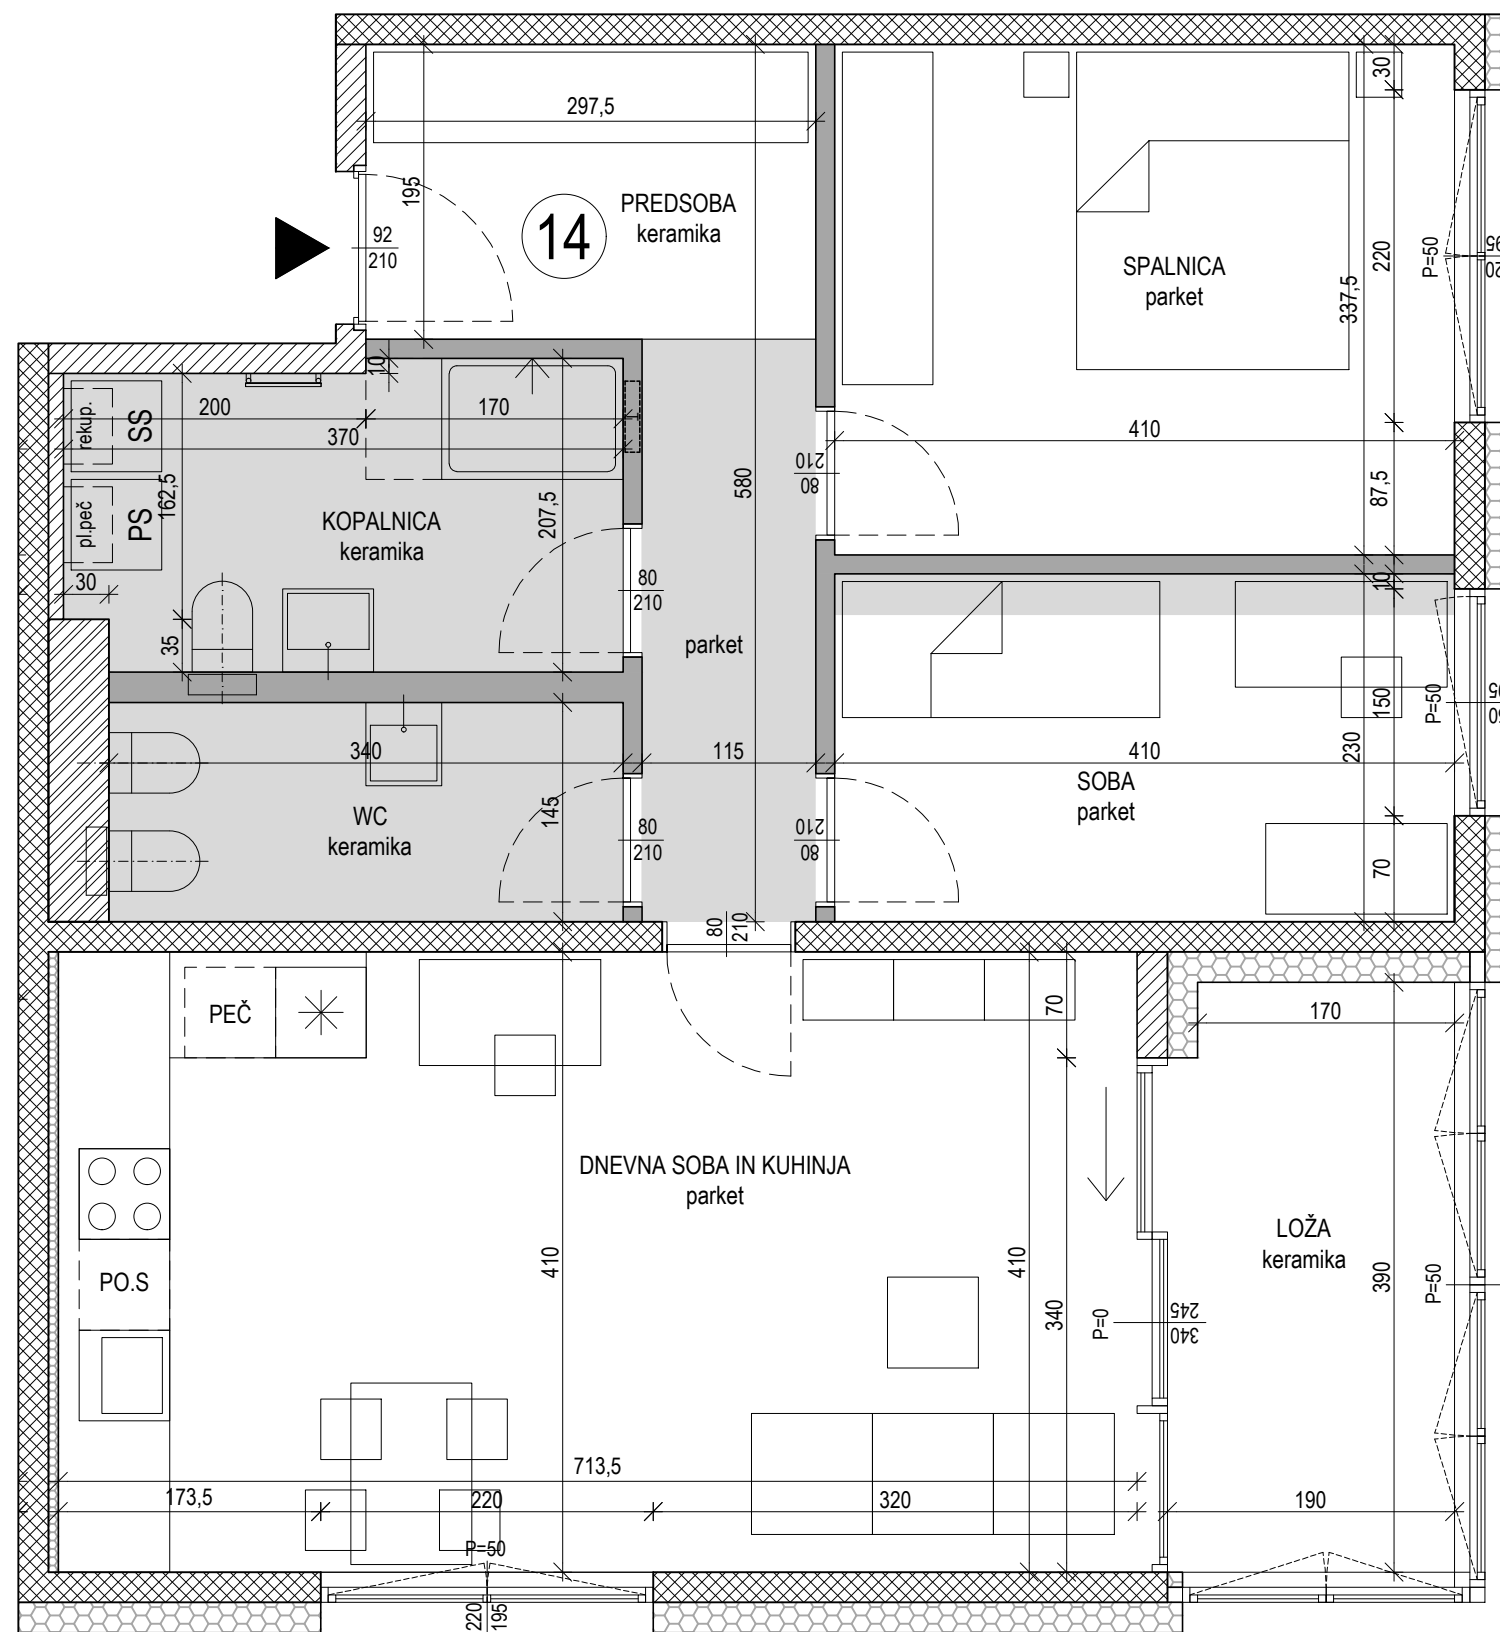 297,5
195
92
210
14
PREDSOBA
keramika
SPALNICA
parket
30
220
337,5
P=50
410
87,5
80
210
10
200
170
370
rekup.
SS
pl.peč
PS
162,5
30
35
KOPALNICA
keramika
207,5
580
80
210
parket
10
150
230
P=50
340
115
410
SOBA
parket
WC
keramika
145
80
210
80
210
70
80
210
PEČ
70
170
DNEVNA SOBA IN KUHINJA
parket
LOŽA
keramika
410
410
340
390
P=50
P=0
340
245
PO.S
713,5
173,5
220
320
190
P=50
220
195